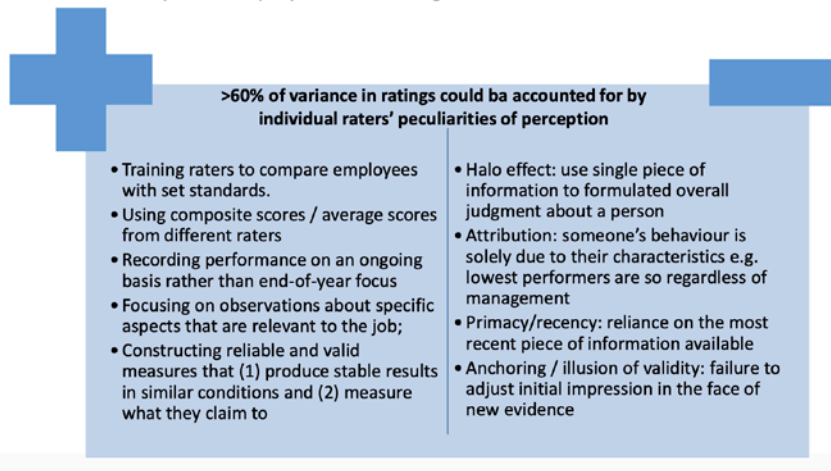 >60% of variance in ratings could ba accounted for by
individual raters' peculiarities of perception
• Training raters to compare employees
with set standards.
• Using composite scores / average scores
from different raters
• Recording performance on an ongoing
basis rather than end-of-year focus
• Focusing on observations about specific
aspects that are relevant to the job;
• Constructing reliable and valid
measures that (1) produce stable results
in similar conditions and (2) measure
what they claim to
• Halo effect: use single piece of
information to formulated overall
judgment about a person
• Attribution: someone's behaviour is
solely due to their characteristics e.g.
lowest performers are so regardless of
management
• Primacy/recency: reliance on the most
recent piece of information available
• Anchoring / illusion of validity: failure to
adjust initial impression in the face of
new evidence